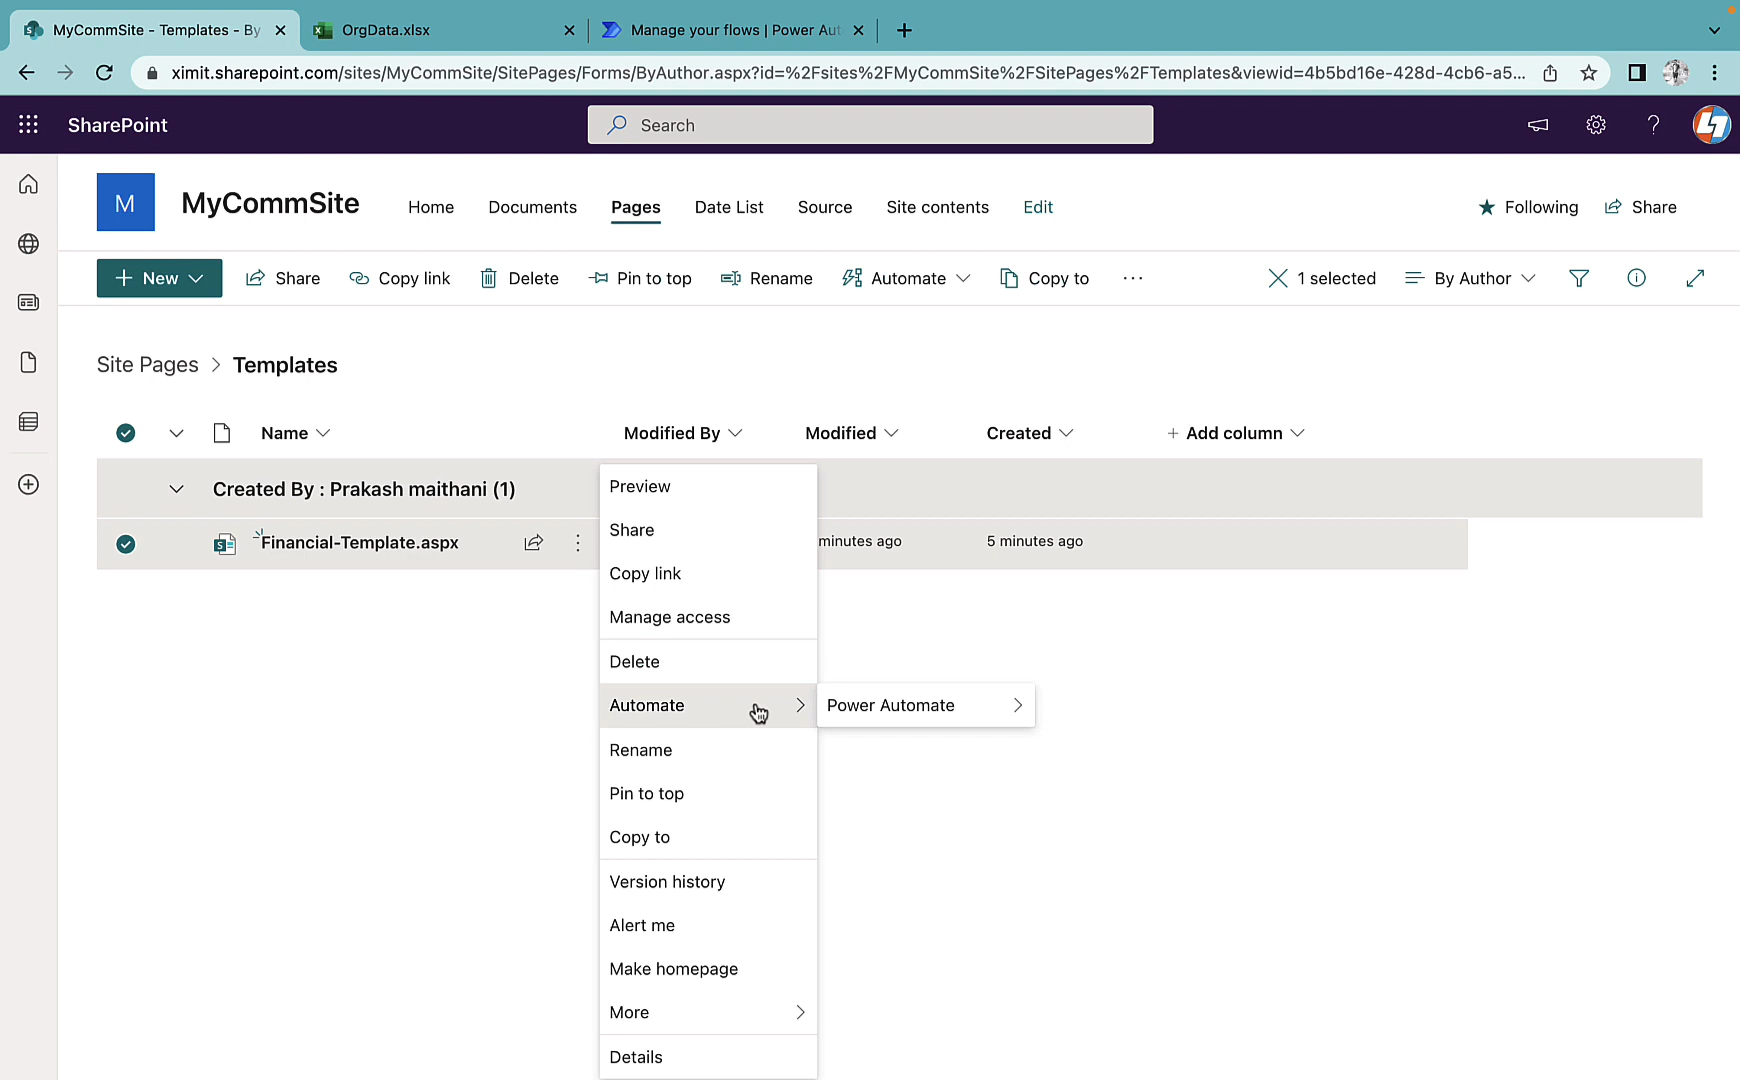 MyCommSite - Templates - By
OrgData.xlsx
Manage your flows | Power Aut
ximit.sharepoint.com/sites/MyCommSite/SitePages/Forms/ByAuthor.aspx?id=%2Fsites%2FMyCommSite%2FSitePages%2FTemplates&viewid=4b5bd16e-428d-4cb6-a5...
SharePoint
Search
M
MyCommSite
Home
Documents
Pages
Date List
Source
Site contents
Edit
Following
Share
New
Share
Copy link
Delete
Pin to top
Rename
Automate
Copy to
1 selected
By Author
Site Pages > Templates
Name
Modified By
Modified
Created
+ Add column
Created By : Prakash maithani (1)
Financial-Template.aspx
minutes ago
5 minutes ago
Preview
Share
Copy link
Manage access
Delete
Automate
Power Automate
Rename
Pin to top
Copy to
Version history
Alert me
Make homepage
More
Details